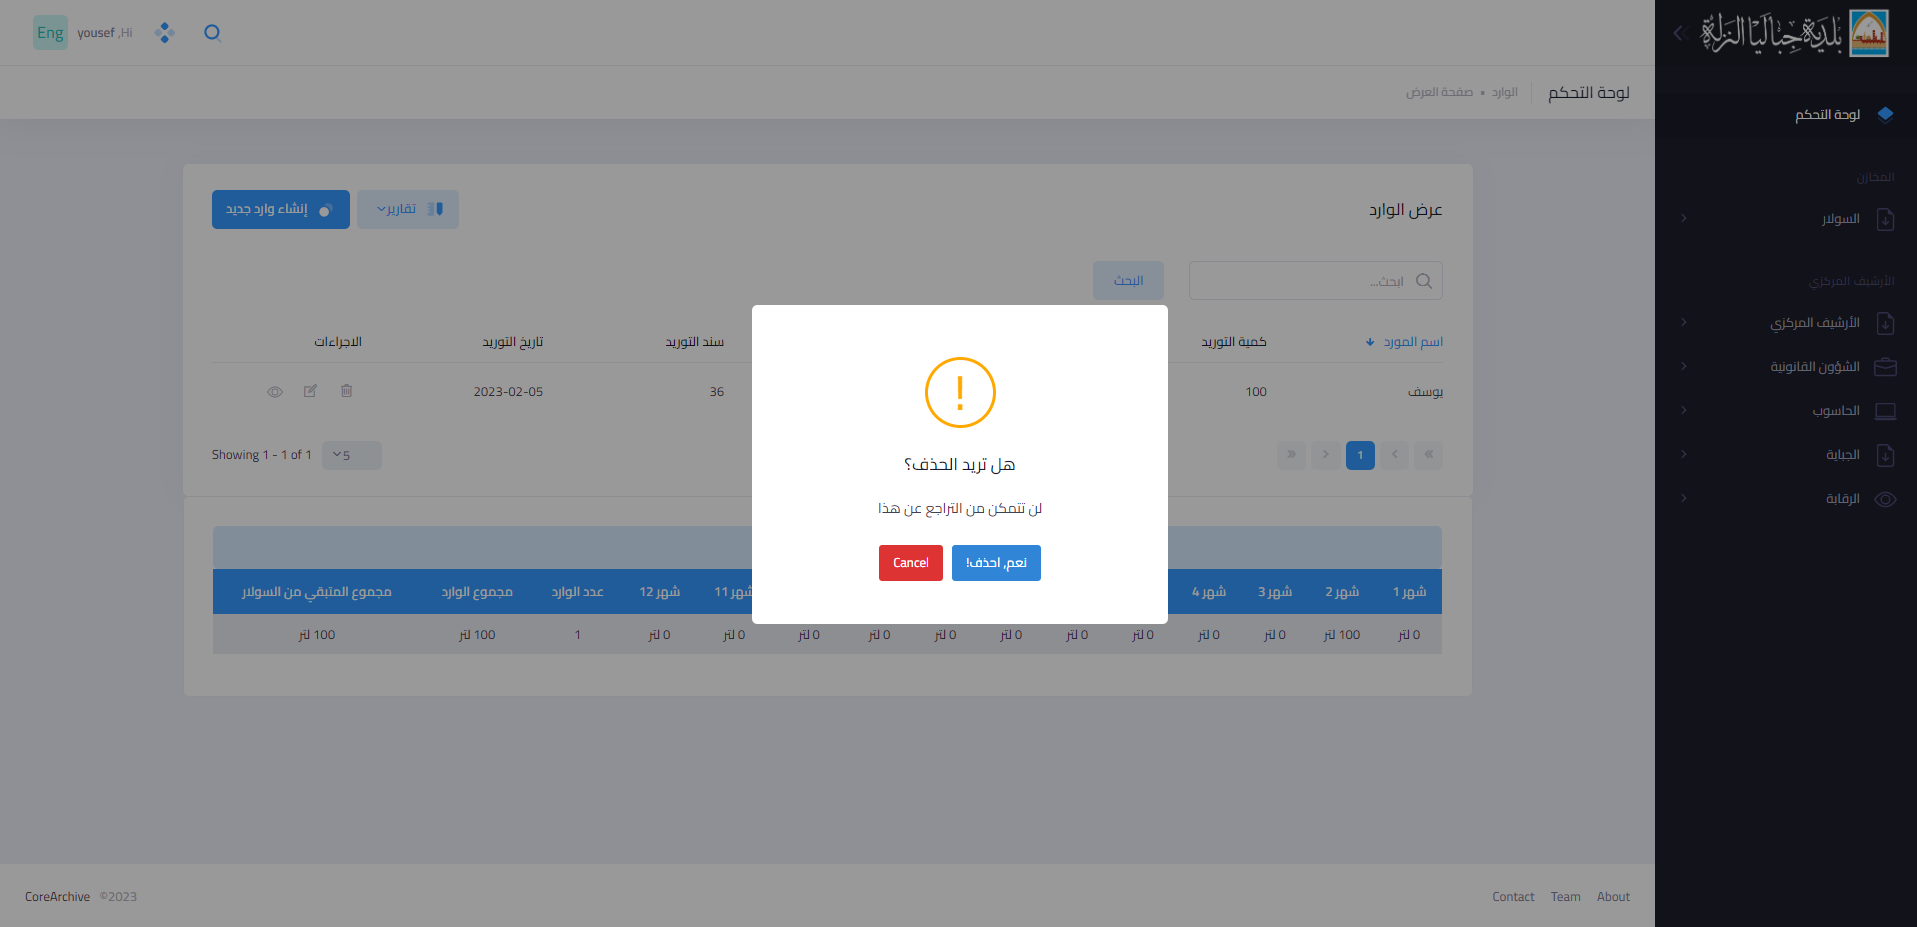 بلدية جباليا النزلة
Eng
yousef ,Hi
لوحة التحكم
الوارد • صفحة العرض
لوحة التحكم
المخازن
السولار
الأرشيف المركزي
الأرشيف المركزي
الشؤون القانونية
الحاسوب
الجباية
الرقابة
عرض الوارد
تقارير
إنشاء وارد جديد
ابحث...
البحث
اسم المورد
كمية التوريد
سند التوريد
تاريخ التوريد
الاجراءات
يوسف
100
36
2023-02-05
1
5
Showing 1 - 1 of 1
هل تريد الحذف؟
لن تتمكن من التراجع عن هذا
نعم, احذف!
Cancel
شهر 1 شهر 2 شهر 3 شهر 4 شهر 11 شهر 12 عدد الوارد مجموع الوارد مجموع المتبقي من السولار
0 لتر 100 لتر 0 لتر 0 لتر 0 لتر 0 لتر 0 لتر 0 لتر 0 لتر 0 لتر 0 لتر 0 لتر 1 100 لتر 100 لتر
About
Team
Contact
CoreArchive ©2023